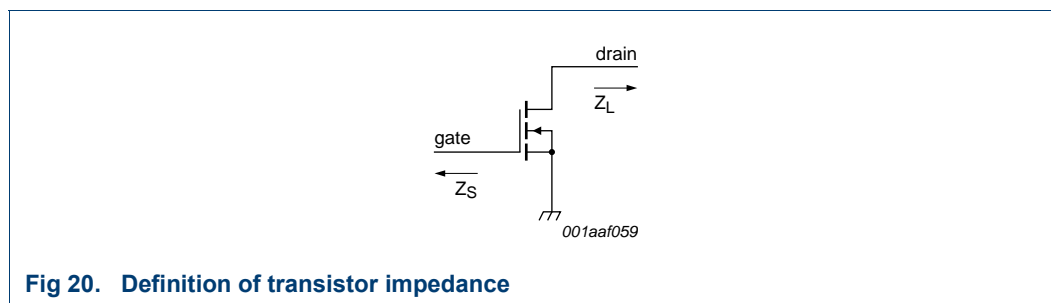 drain
Z_L
gate
Z_S
001aaf059
Fig 20. Definition of transistor impedance